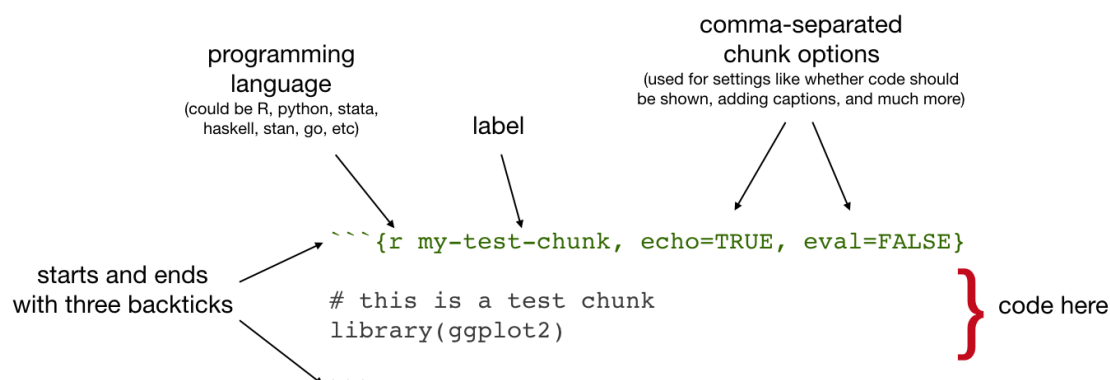 comma-separated
chunk options
(used for settings like whether code should
be shown, adding captions, and much more)
programming
language
(could be R, python, stata,
haskell, stan, go, etc)
label
```{r my-test-chunk, echo=TRUE, eval=FALSE}
starts and ends
with three backticks
# this is a test chunk
library(ggplot2)
code here
```